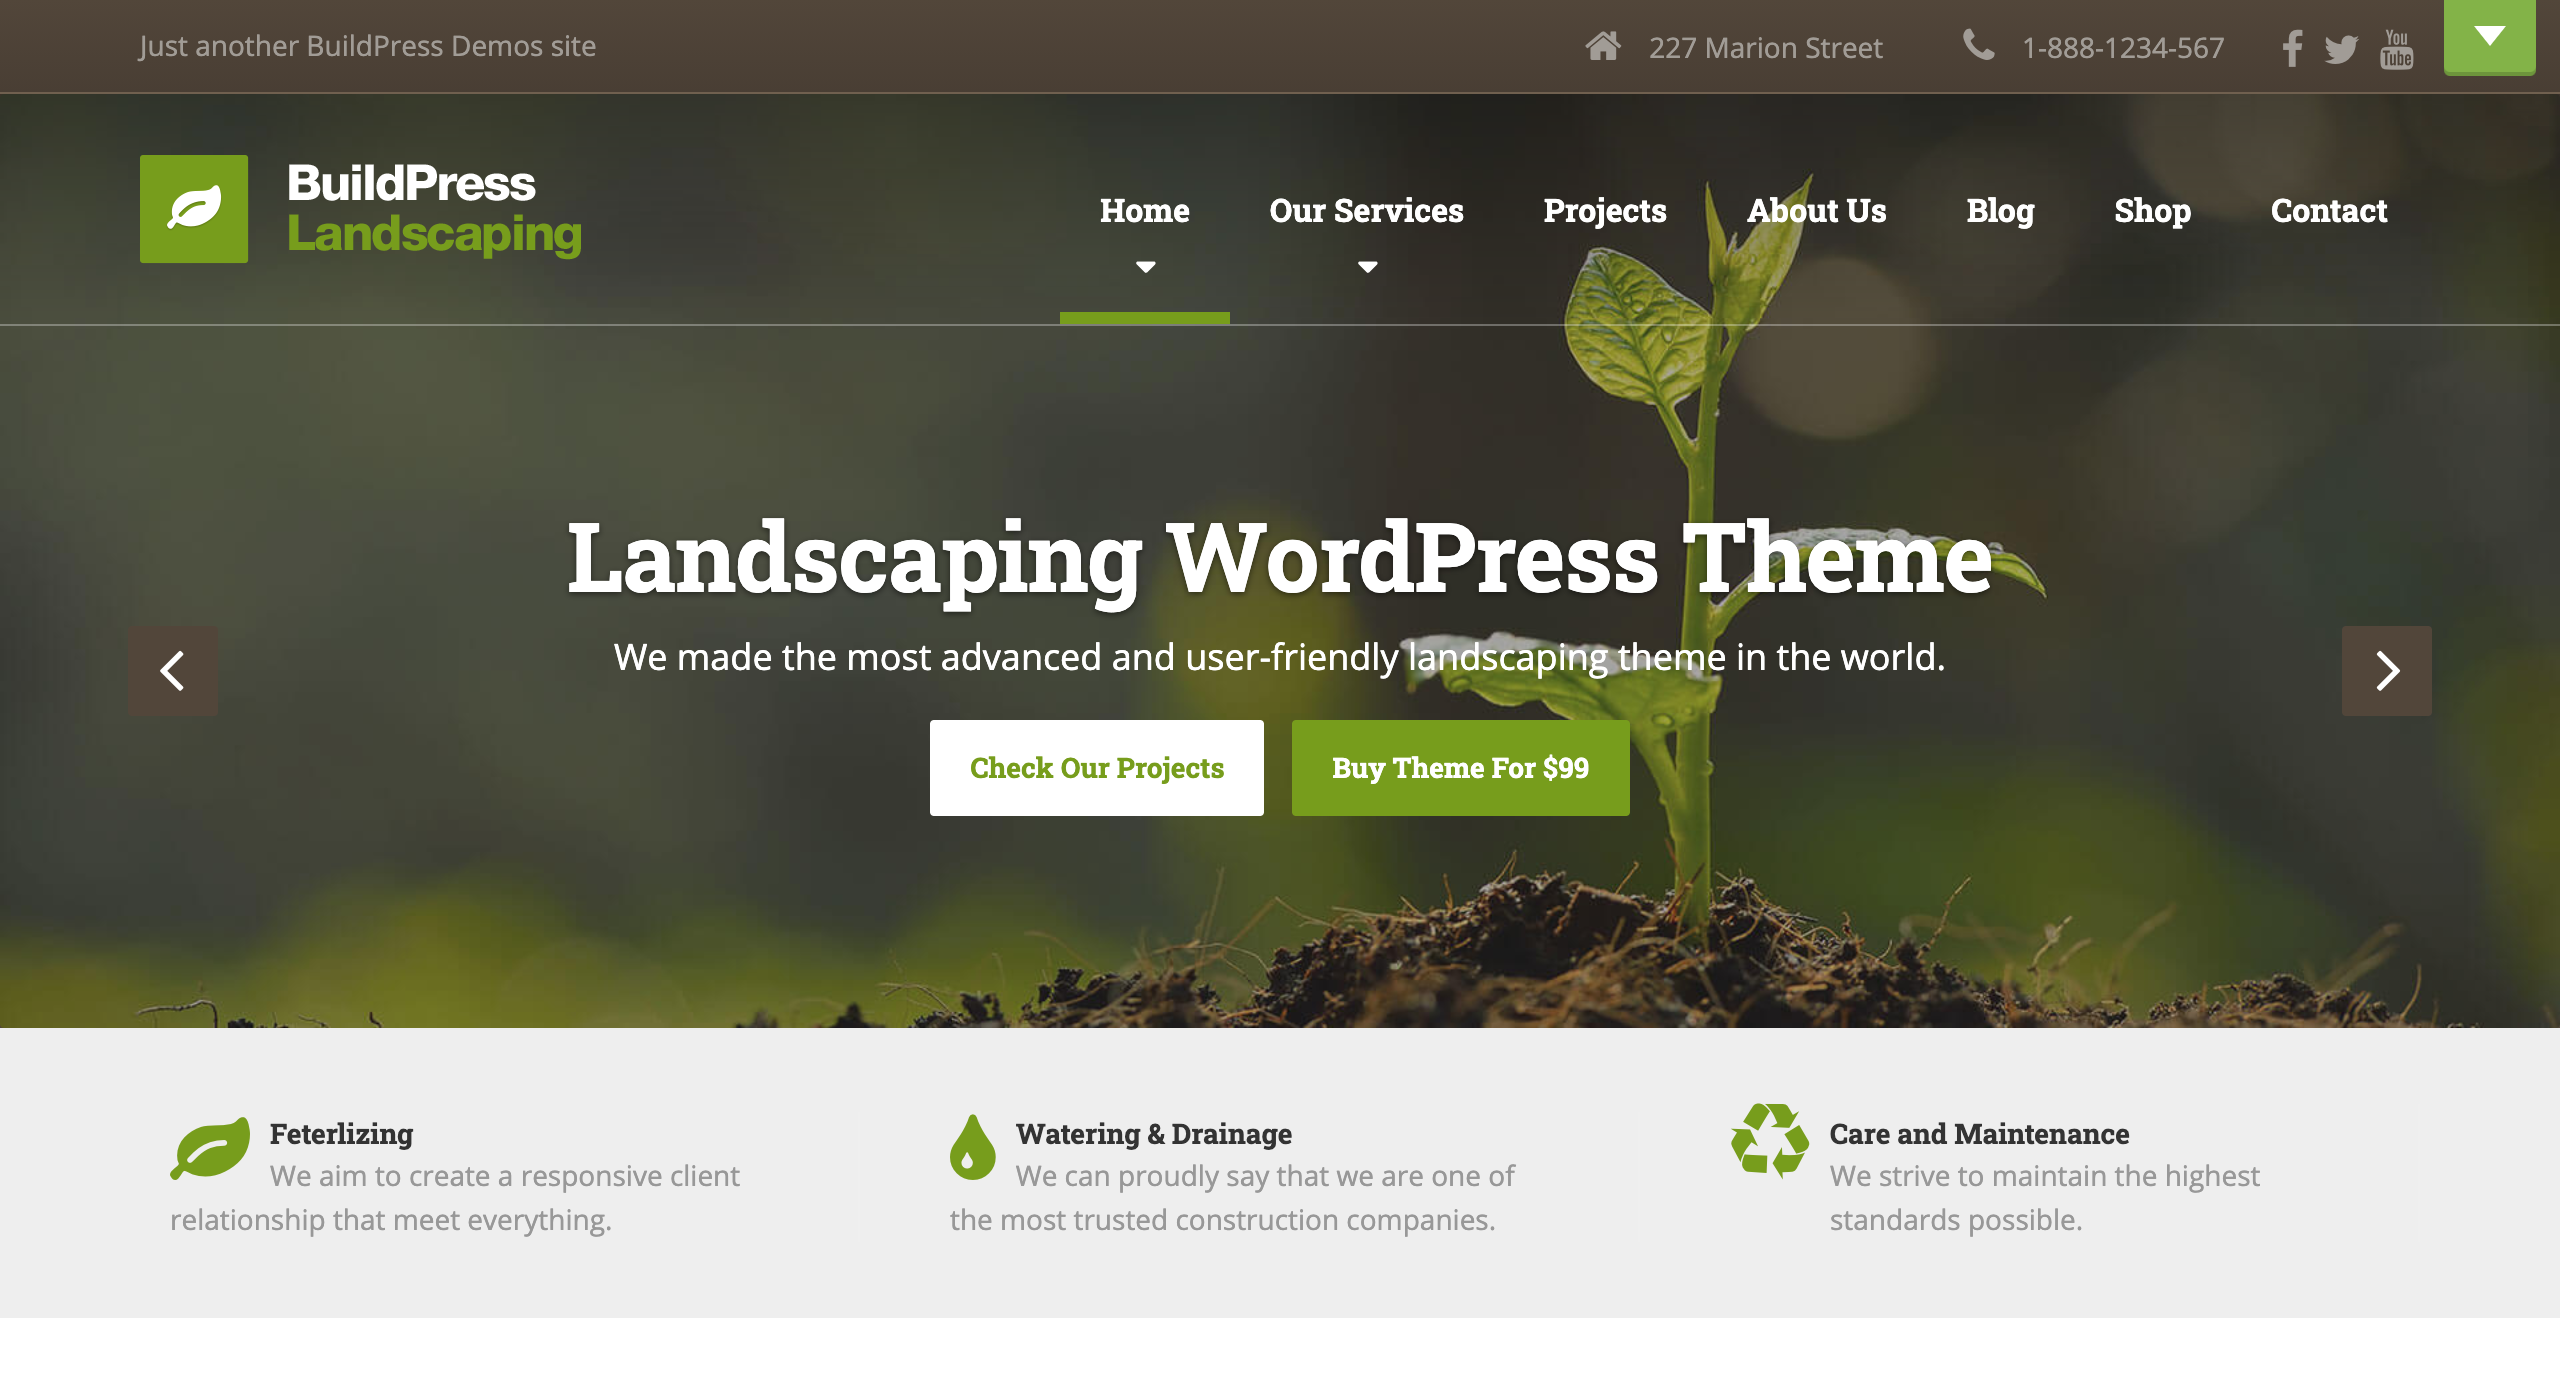 Just another BuildPress Demos site
227 Marion Street
1-888-1234-567
You
Tube
BuildPress
Landscaping
Home
Our Services
Projects
About Us
Blog
Shop
Contact
Landscaping WordPress Theme
We made the most advanced and user-friendly landscaping theme in the world.
Check Our Projects
Buy Theme For $99
Feterlizing
We aim to create a responsive client
relationship that meet everything.
Watering & Drainage
We can proudly say that we are one of
the most trusted construction companies.
Care and Maintenance
We strive to maintain the highest
standards possible.